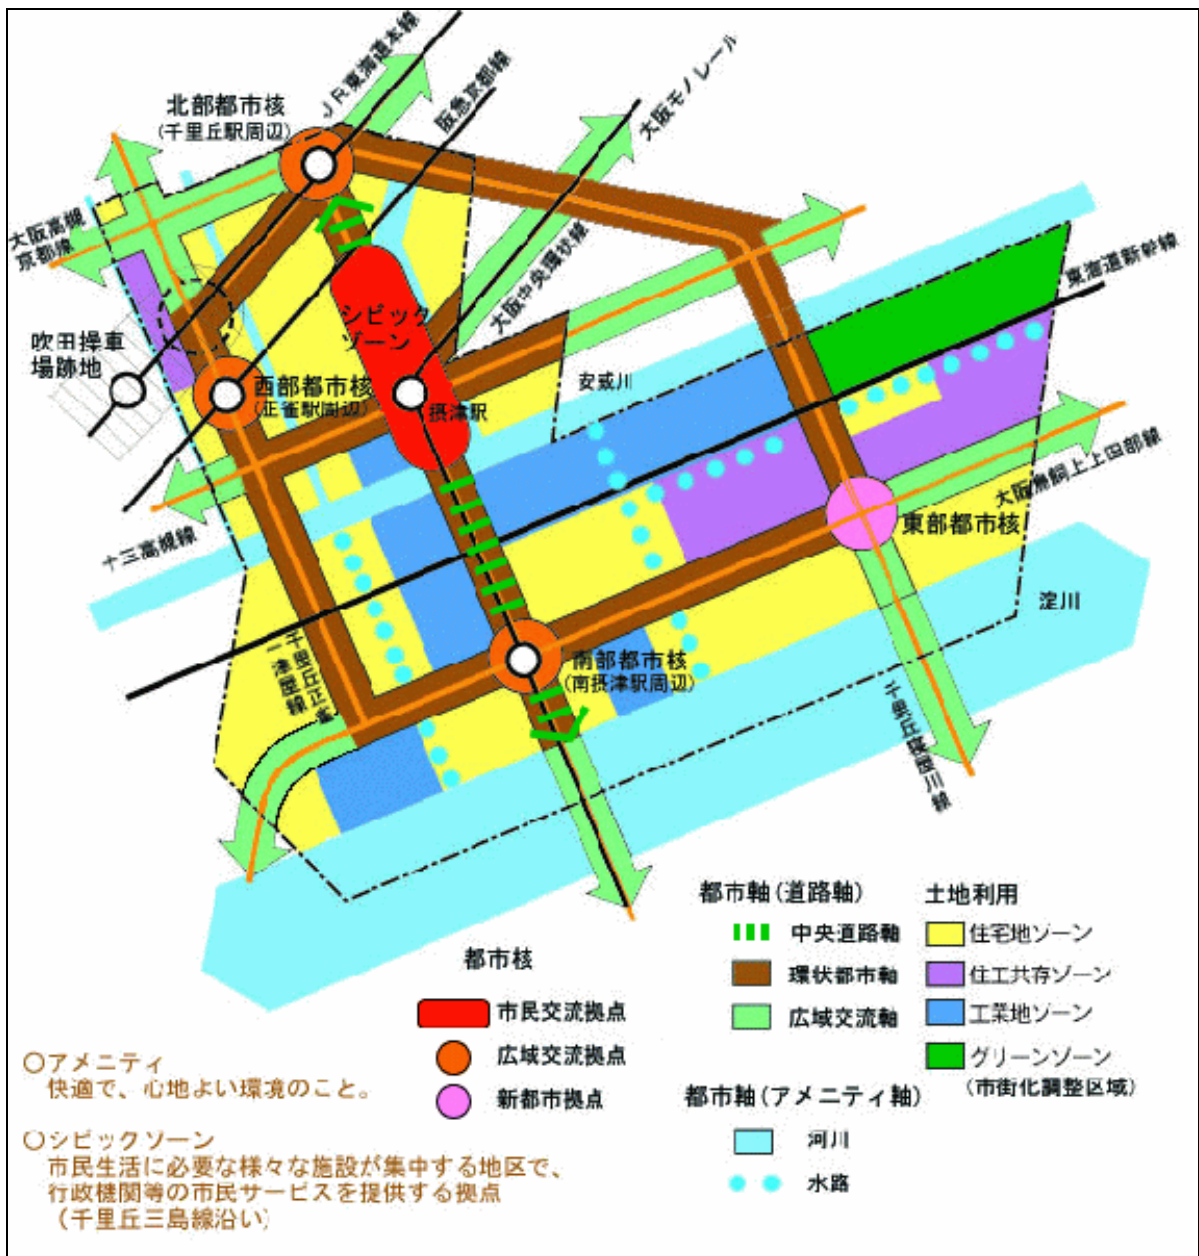 北部都市核
(千里丘駅周辺)
JR東海道本線
阪急京都線
大阪モノレール
大阪高槻
京都線
大阪中央環状線
東海道新幹線
シビック
ゾーン
吹田操車
場跡地
西部都市核
(正雀駅周辺)
摂津駅
安威川
大阪鳥飼上上田部線
東部都市核
十三高槻線
淀川
千里丘正雀
一津屋線
南部都市核
(南摂津駅周辺)
千里丘寝屋川線
都市核
市民交流拠点
広域交流拠点
新都市拠点
都市軸(道路軸)
中央道路軸
環状都市軸
広域交流軸
都市軸(アメニティ軸)
河川
水路
土地利用
住宅地ゾーン
住工共存ゾーン
工業地ゾーン
グリーンゾーン
(市街化調整区域)
○アメニティ
快適で、心地よい環境のこと。
○シビックゾーン
市民生活に必要な様々な施設が集中する地区で、
行政機関等の市民サービスを提供する拠点
(千里丘三島線沿い)